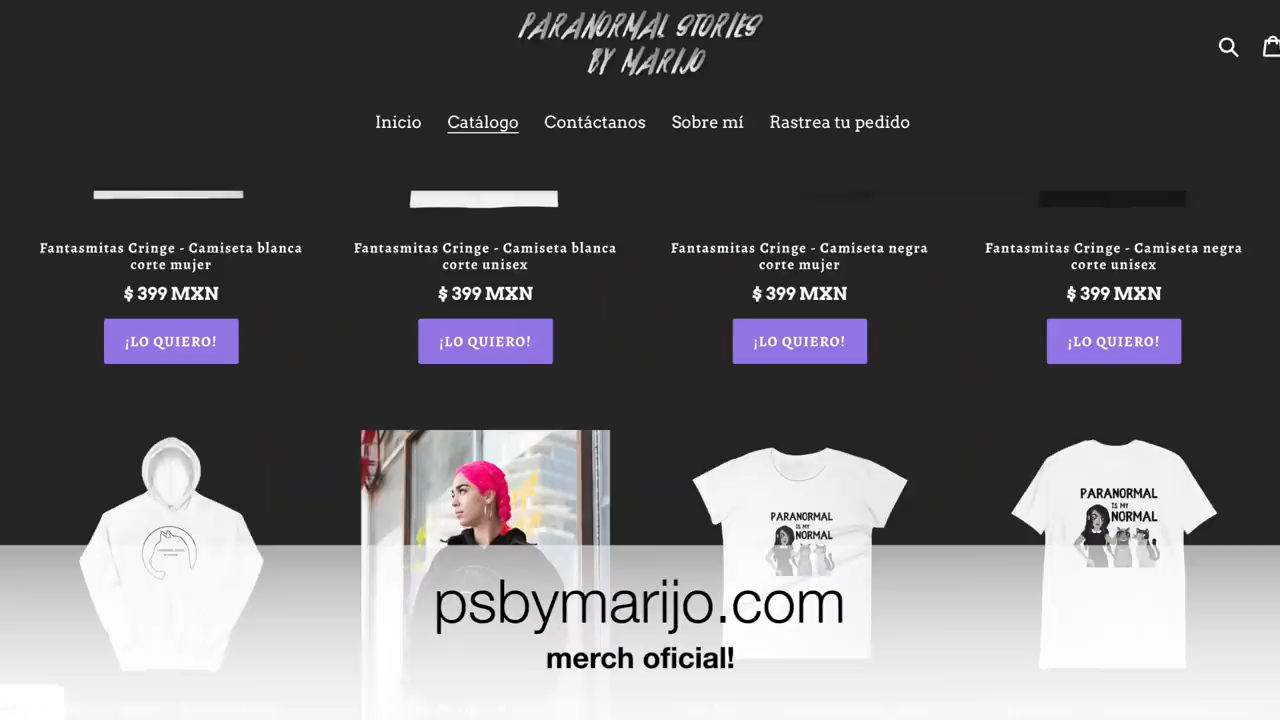 PARANORMAL STORIES
BY MARIJO
Inicio
Catálogo
Contáctanos
Sobre mí
Rastrea tu pedido
Fantasmitas Cringe - Camiseta blanca
corte mujer
$ 399 MXN
¡LO QUIERO!
Fantasmitas Cringe - Camiseta blanca
corte unisex
$ 399 MXN
¡LO QUIERO!
Fantasmitas Cringe - Camiseta negra
corte mujer
$ 399 MXN
¡LO QUIERO!
Fantasmitas Cringe - Camiseta negra
corte unisex
$ 399 MXN
¡LO QUIERO!
PARANORMAL
IS MY
NORMAL
PARANORMAL
IS MY
NORMAL
psbymarijo.com
merch oficial!